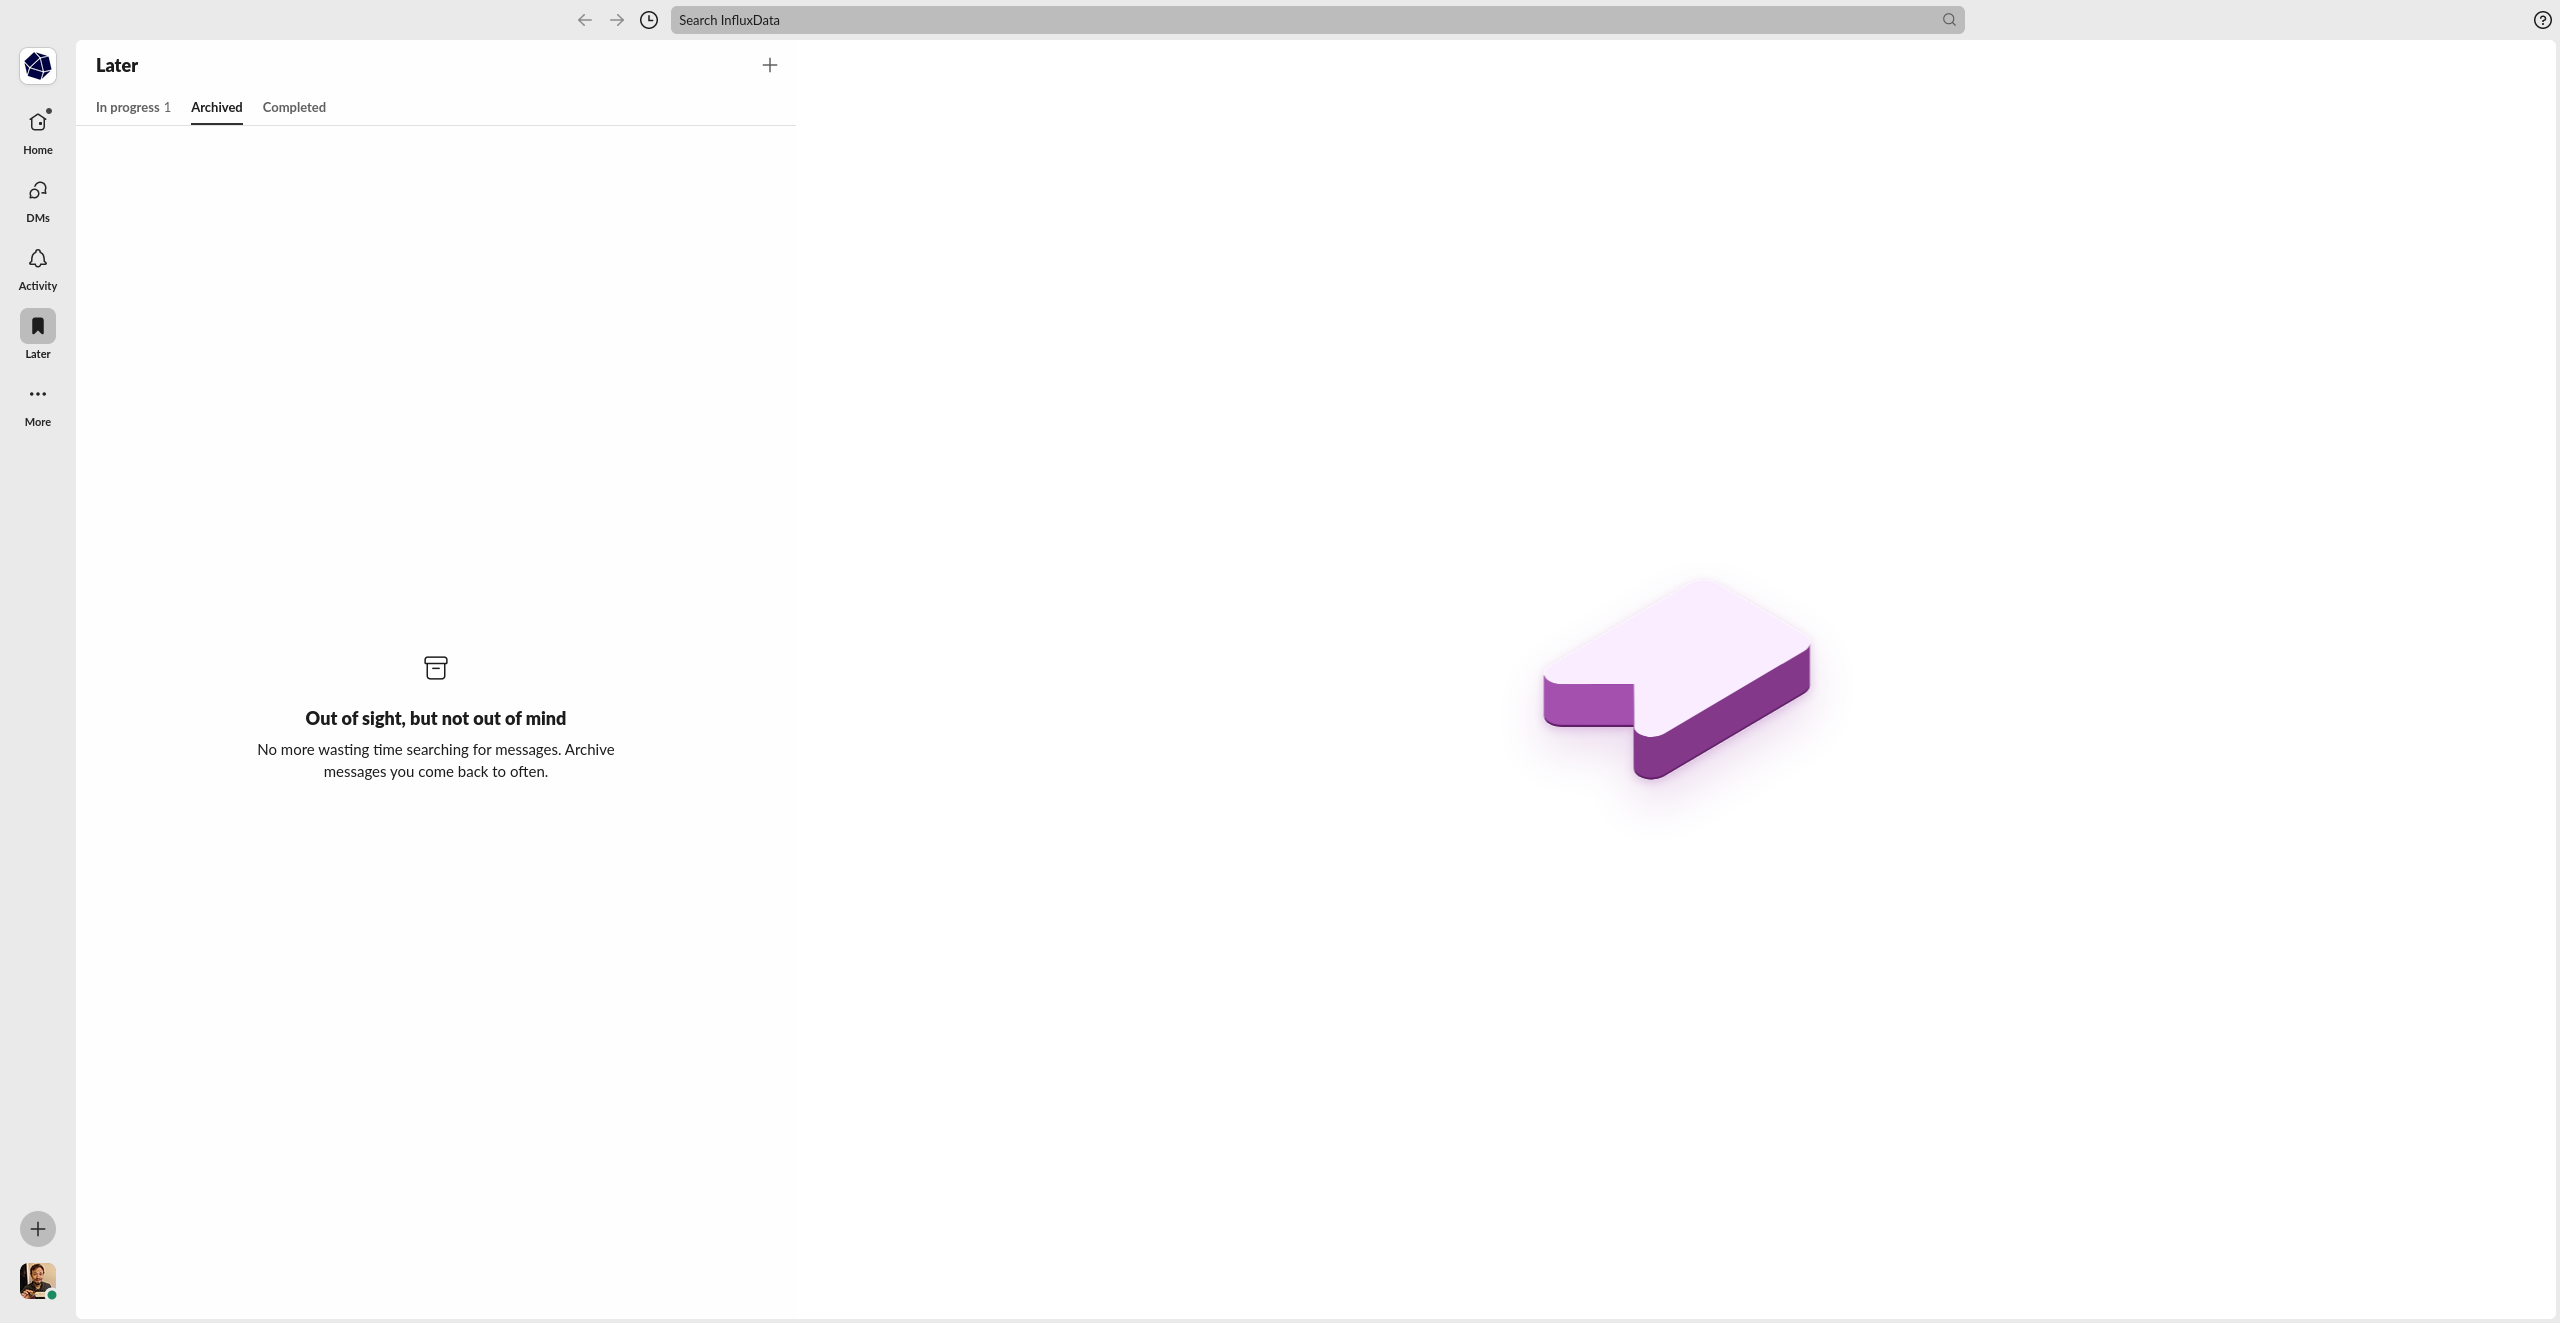 Search InfluxData
Later
In progress 1
Archived
Completed
Home
DMs
Activity
Later
More
Out of sight, but not out of mind
No more wasting time searching for messages. Archive
messages you come back to often.